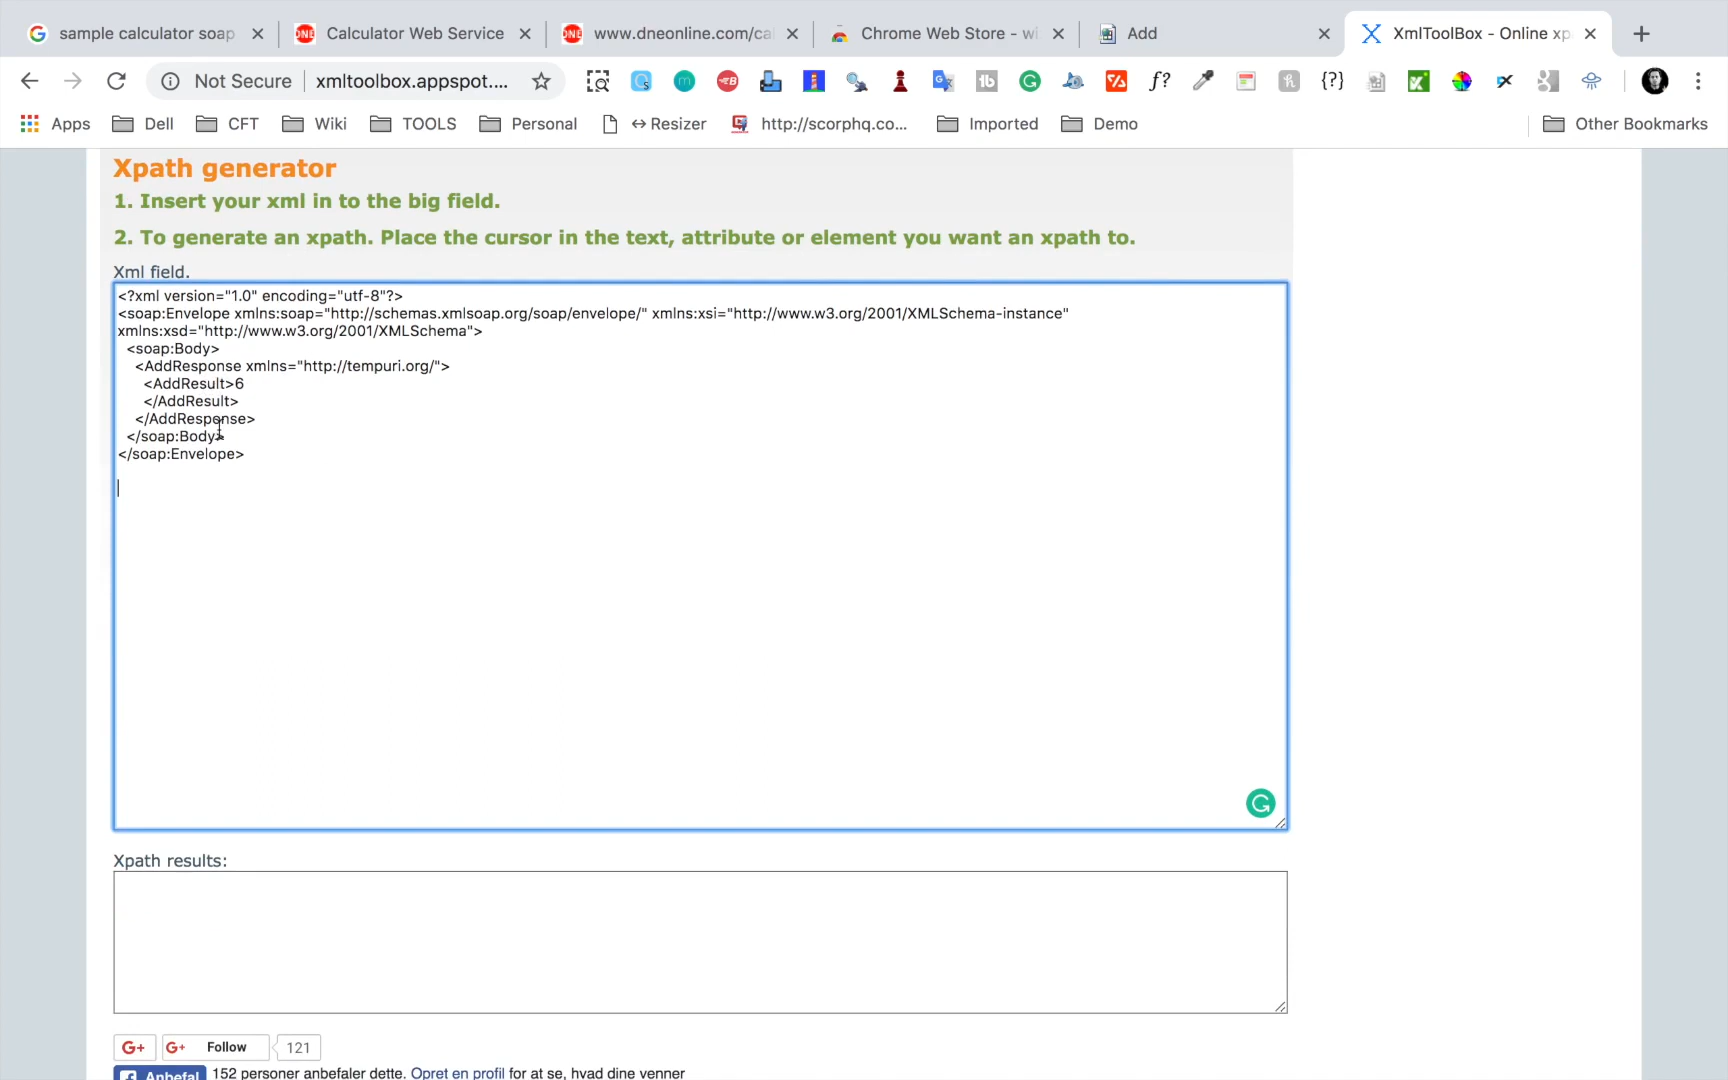 sample calculator soap
Calculator Web Service
www.dneonline.com/ca
Chrome Web Store - wi
Add
XmlToolBox - Online xp
Not Secure
xmltoolbox.appspot....
Apps
Dell
CFT
Wiki
TOOLS
Personal
↔ Resizer
http://scorphq.co...
Imported
Demo
Other Bookmarks
Xpath generator
1. Insert your xml in to the big field.
2. To generate an xpath. Place the cursor in the text, attribute or element you want an xpath to.
Xml field.
<?xml version="1.0" encoding="utf-8"?>
<soap:Envelope xmlns:soap="http://schemas.xmlsoap.org/soap/envelope/" xmlns:xsi="http://www.w3.org/2001/XMLSchema-instance"
xmlns:xsd="http://www.w3.org/2001/XMLSchema">
<soap:Body>
<AddResponse xmlns="http://tempuri.org/">
<AddResult>6
</AddResult>
</AddResponse>
</soap:Body>
</soap:Envelope>
Xpath results:
G+
G+ Follow
121
Anbefal
152 personer anbefaler dette. Opret en profil for at se, hvad dine venner